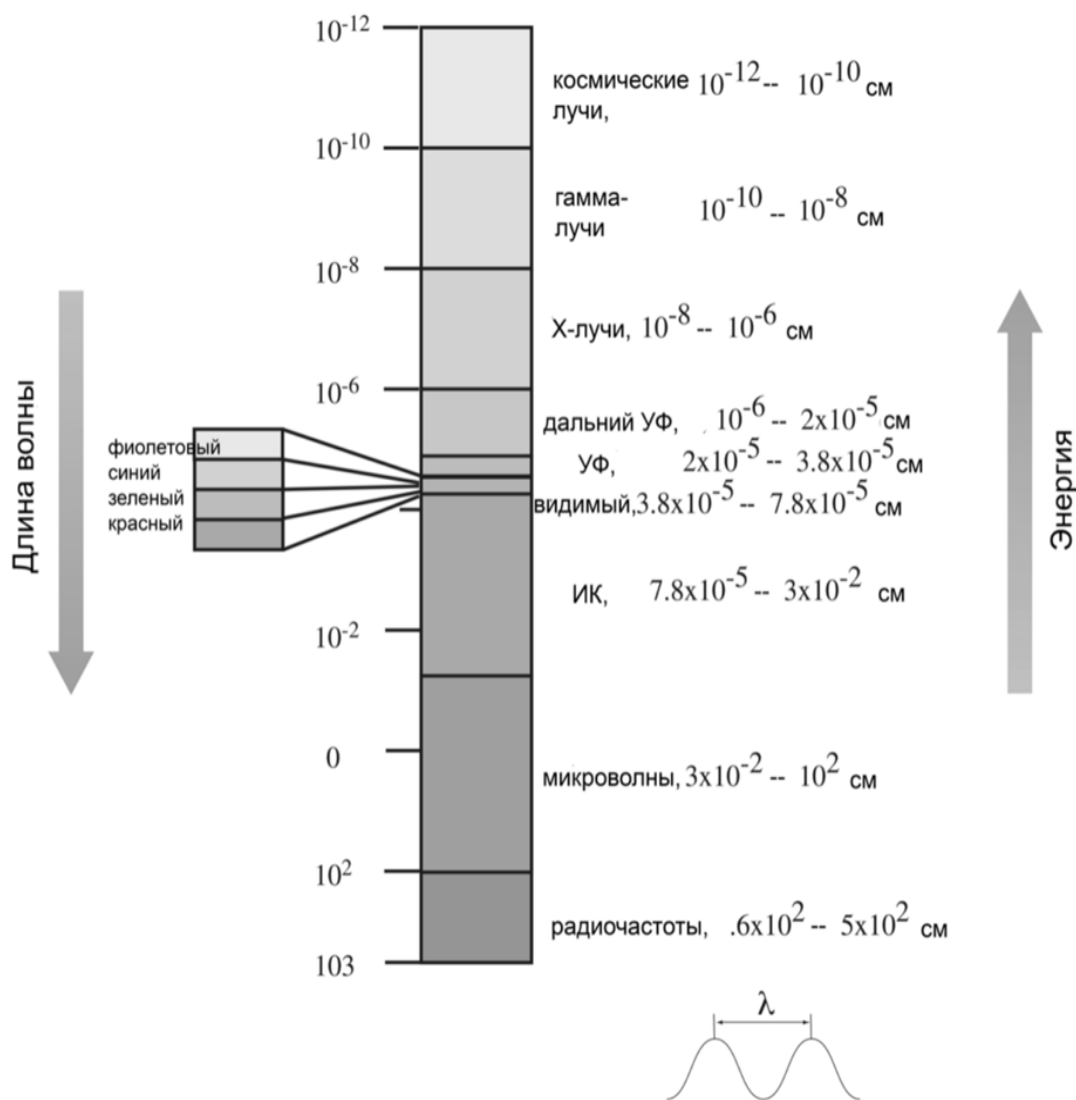 10⁻¹²
космические 10⁻¹² -- 10⁻¹⁰ см
лучи,
10⁻¹⁰
гамма-
лучи 10⁻¹⁰ -- 10⁻⁸ см
10⁻⁸
Х-лучи, 10⁻⁸ -- 10⁻⁶ см
10⁻⁶
дальний УФ, 10⁻⁶ -- 2x10⁻⁵ см
УФ, 2x10⁻⁵ -- 3.8x10⁻⁵ см
видимый, 3.8x10⁻⁵ -- 7.8x10⁻⁵ см
фиолетовый
синий
зеленый
красный
Длина волны
Энергия
ИК, 7.8x10⁻⁵ -- 3x10⁻² см
10⁻²
0
микроволны, 3x10⁻² -- 10² см
10²
радиочастоты, .6x10² -- 5x10² см
103
λ